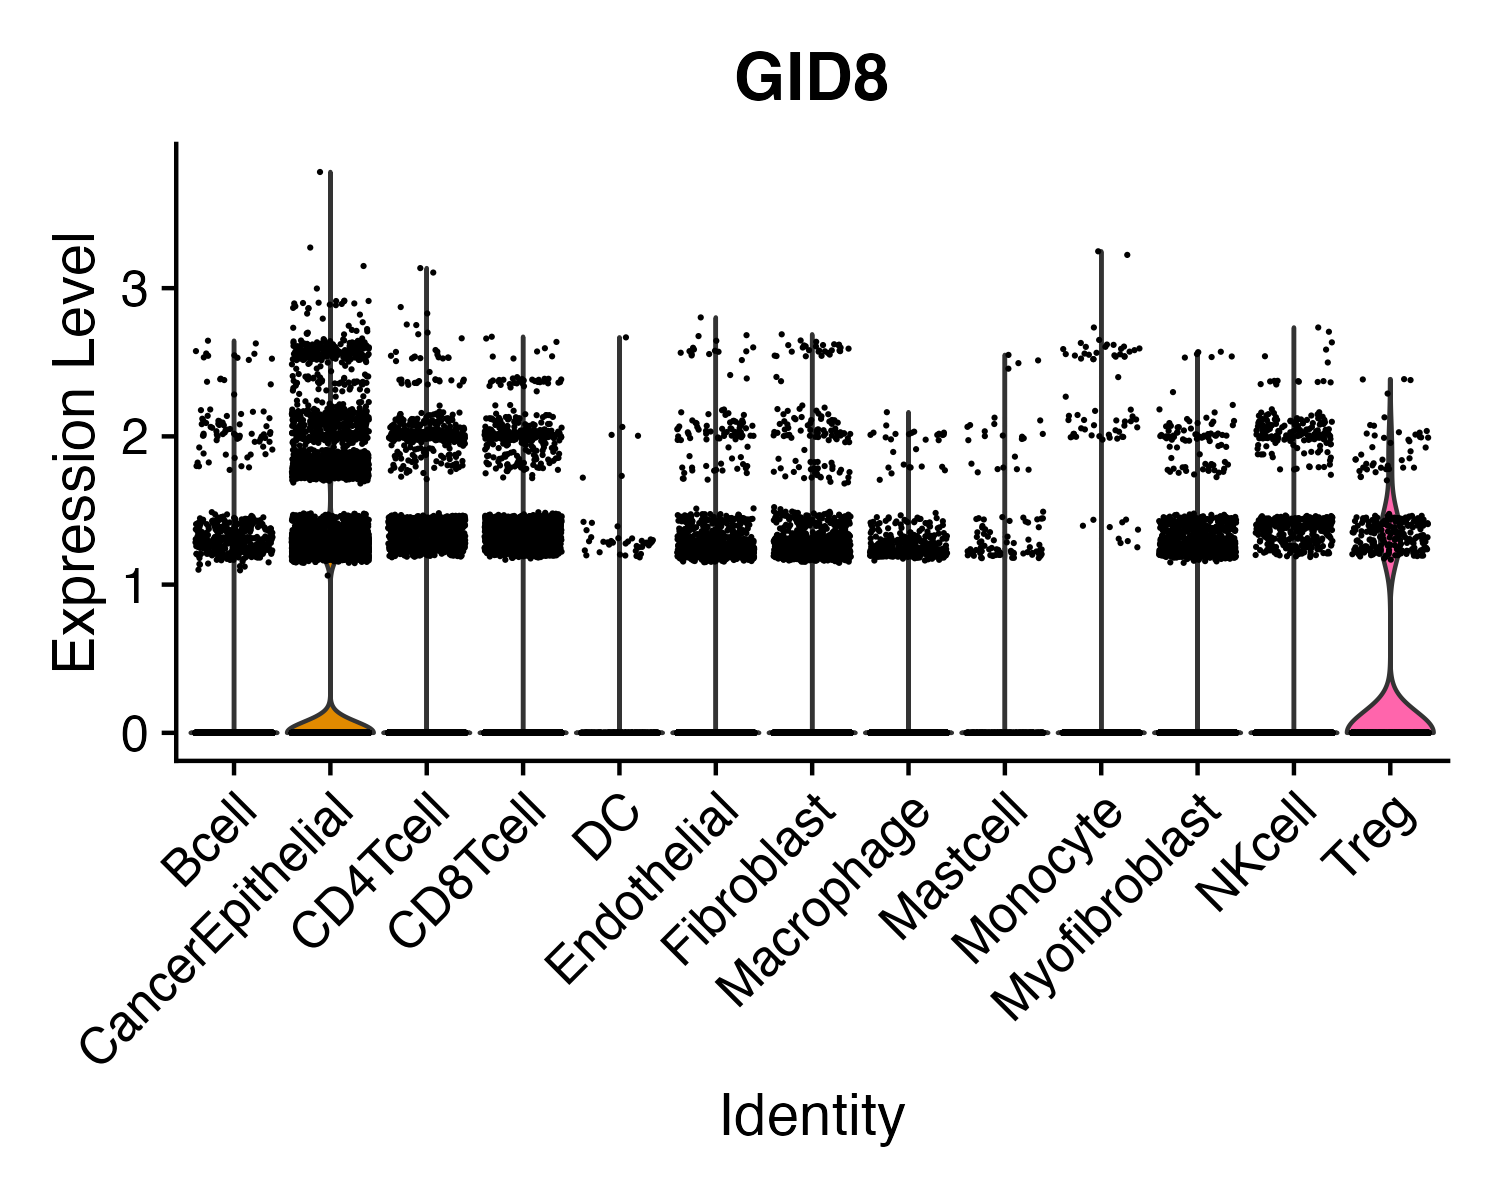 GID8
Expression Level
3
2
1
0
Bcell
CancerEpithelial
CD4Tcell
CD8Tcell
DC
Endothelial
Fibroblast
Macrophage
Mastcell
Monocyte
Myofibroblast
NKcell
Treg
Identity